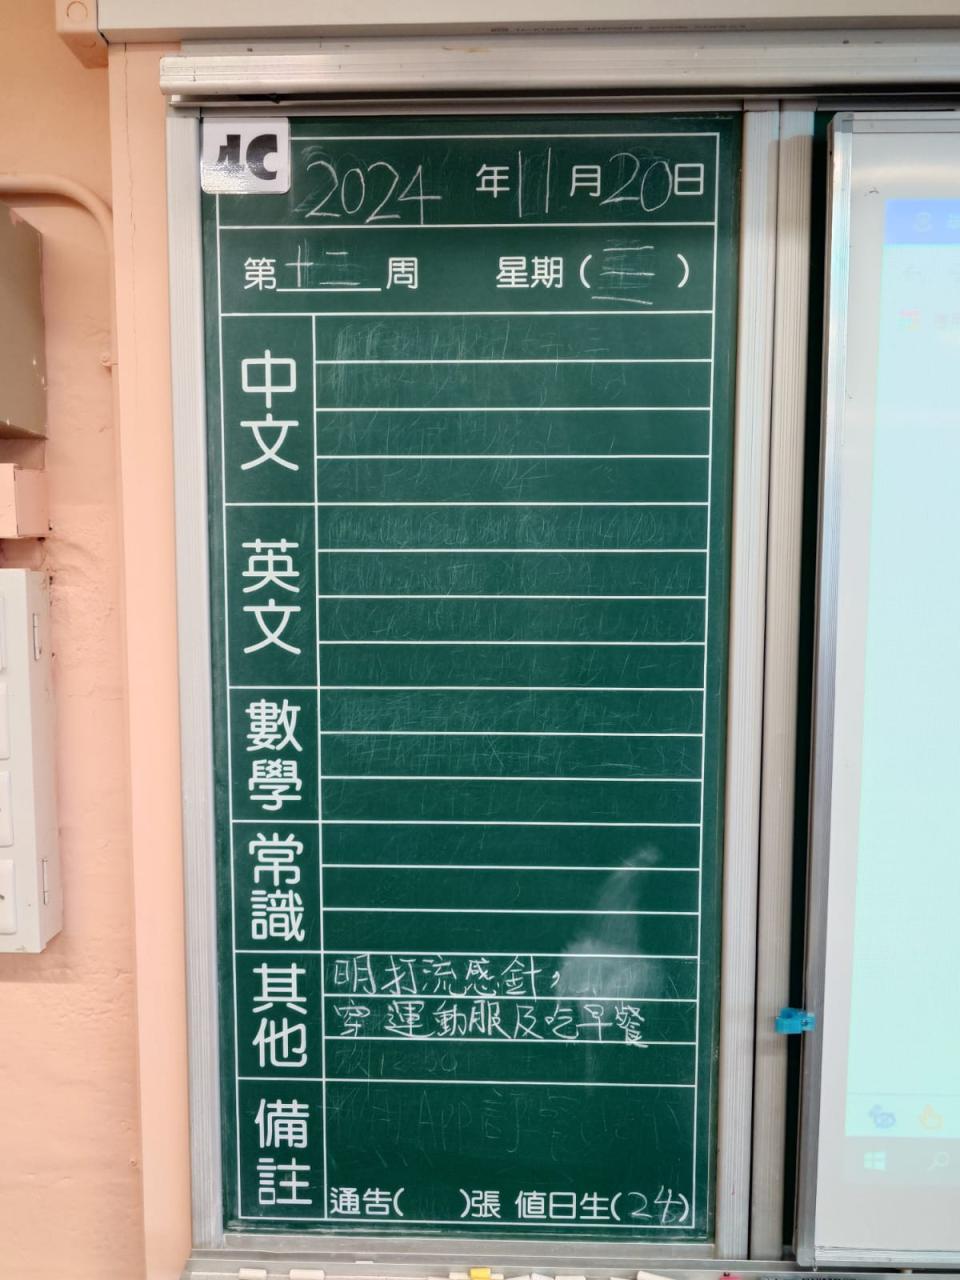 2024 年 11 月 20 日
第 十二 周 星期 ( 三 )
中文
英文
數學
常識
其他
明打流感針，
穿運動服及吃早餐
備註
通告( )張 值日生( 24 )